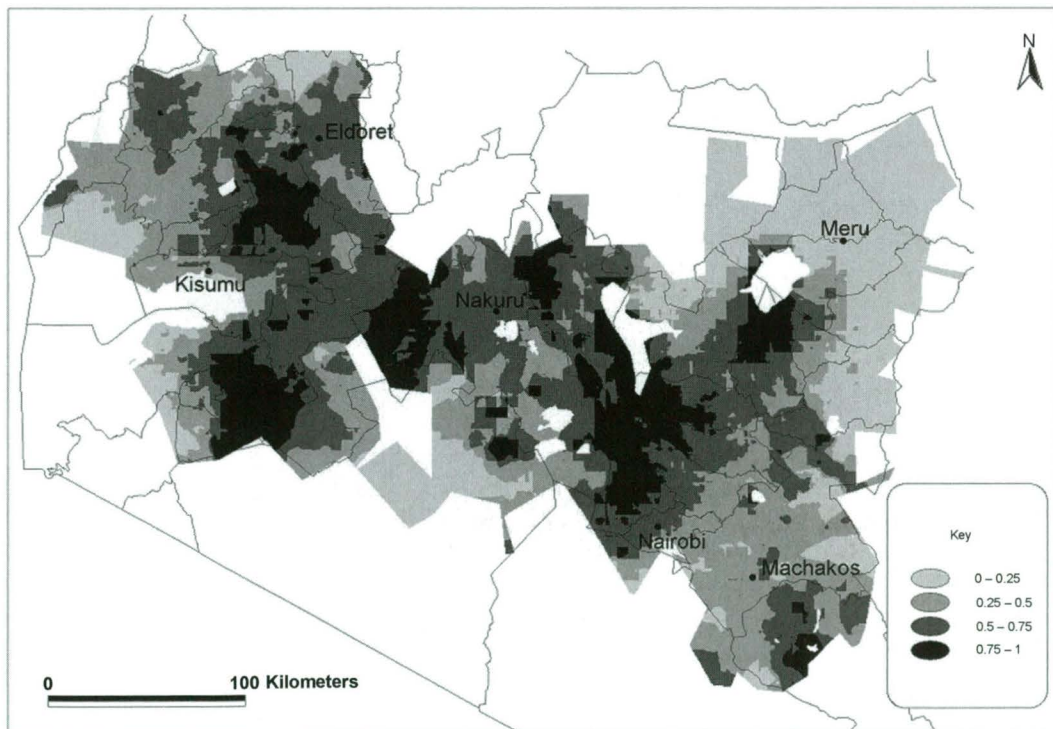 N
Eldoret
Meru
Kisumu
Nakuru
Nairobi
Machakos
Key
0 – 0.25
0.25 – 0.5
0.5 – 0.75
0.75 – 1
0 100 Kilometers